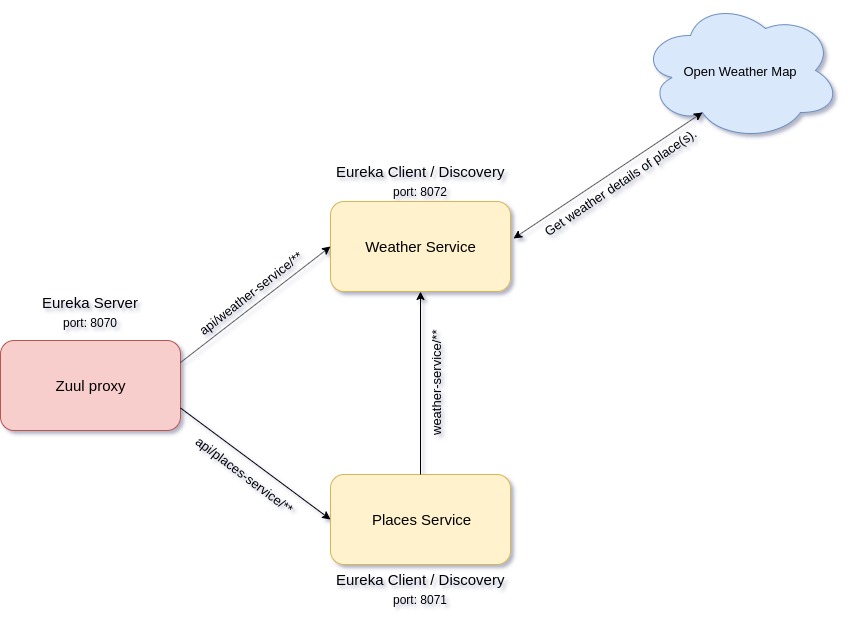 Open Weather Map
Get weather details of place(s).
Eureka Client / Discovery
port: 8072
Weather Service
api/weather-service/**
Eureka Server
port: 8070
Zuul proxy
weather-service/**
api/places-service/**
Places Service
Eureka Client / Discovery
port: 8071